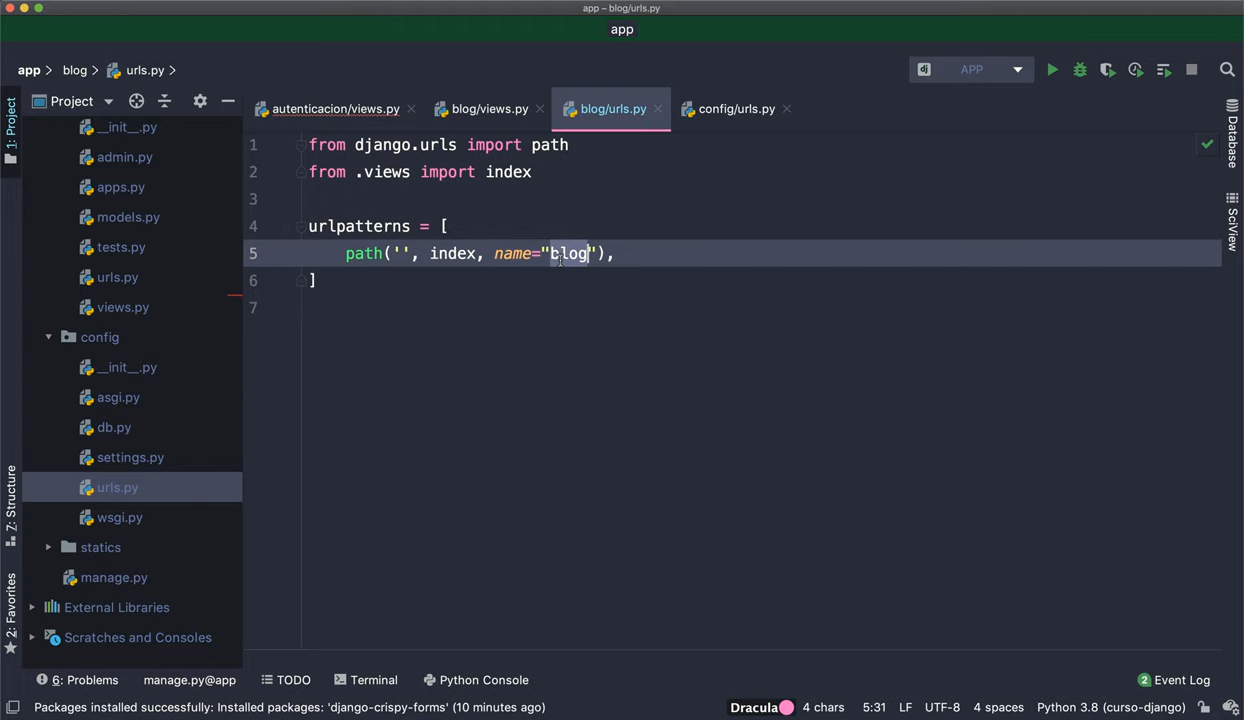 app – blog/urls.py
app
app > blog > urls.py >
dj APP
1: Project
Project
autenticacion/views.py
blog/views.py
blog/urls.py
config/urls.py
Database
SciView
__init__.py
admin.py
apps.py
models.py
tests.py
urls.py
views.py
config
__init__.py
asgi.py
db.py
settings.py
urls.py
wsgi.py
statics
manage.py
External Libraries
Scratches and Consoles
1 from django.urls import path
2 from .views import index
3
4 urlpatterns = [
5 path('', index, name="blog"),
6 ]
7
Z: Structure
2: Favorites
6: Problems
manage.py@app
TODO
Terminal
Python Console
2 Event Log
Packages installed successfully: Installed packages: 'django-crispy-forms' (10 minutes ago)
Dracula
4 chars
5:31
LF
UTF-8
4 spaces
Python 3.8 (curso-django)